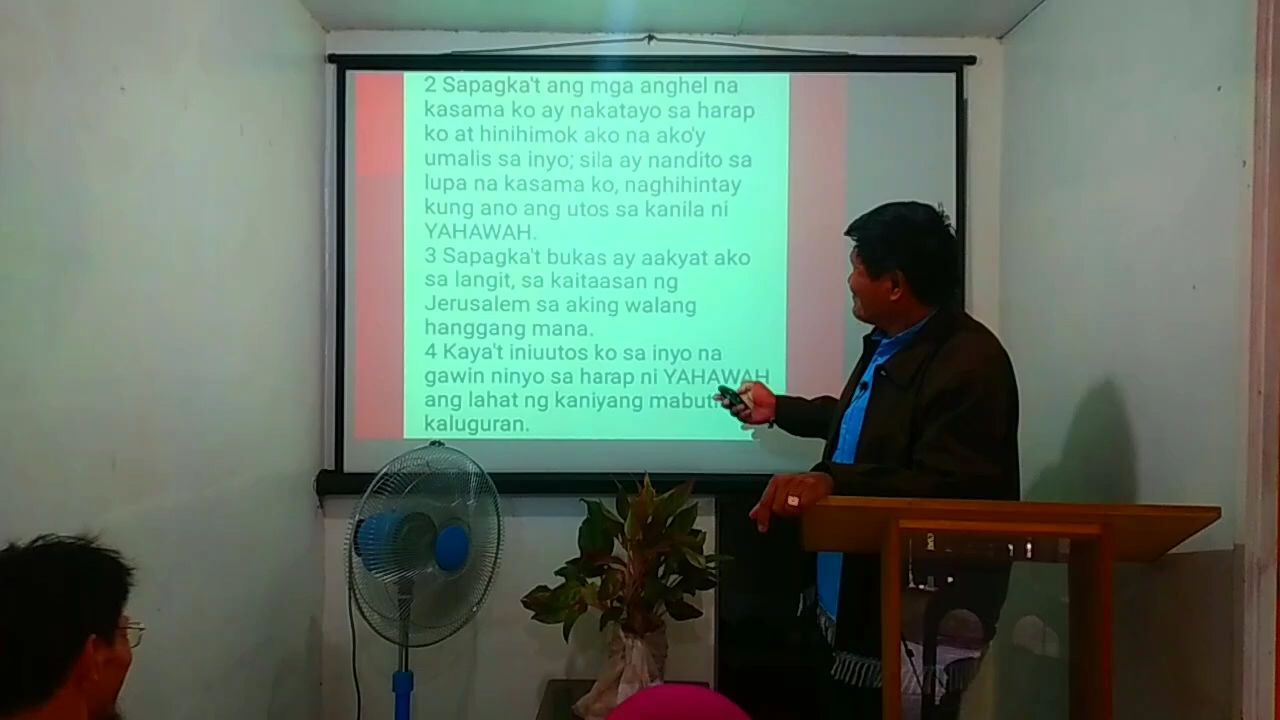 2 Sapagka't ang mga anghel na
kasama ko ay nakatayo sa harap
ko at hinihimok ako na ako'y
umalis sa inyo; sila ay nandito sa
lupa na kasama ko, naghihintay
kung ano ang utos sa kanila ni
YAHAWAH.
3 Sapagka't bukas ay aakyat ako
sa langit, sa kaitaasan ng
Jerusalem sa aking walang
hanggang mana.
4 Kaya't iniuutos ko sa inyo na
gawin ninyo sa harap ni YAHAWAH
ang lahat ng kaniyang
kaluguran.